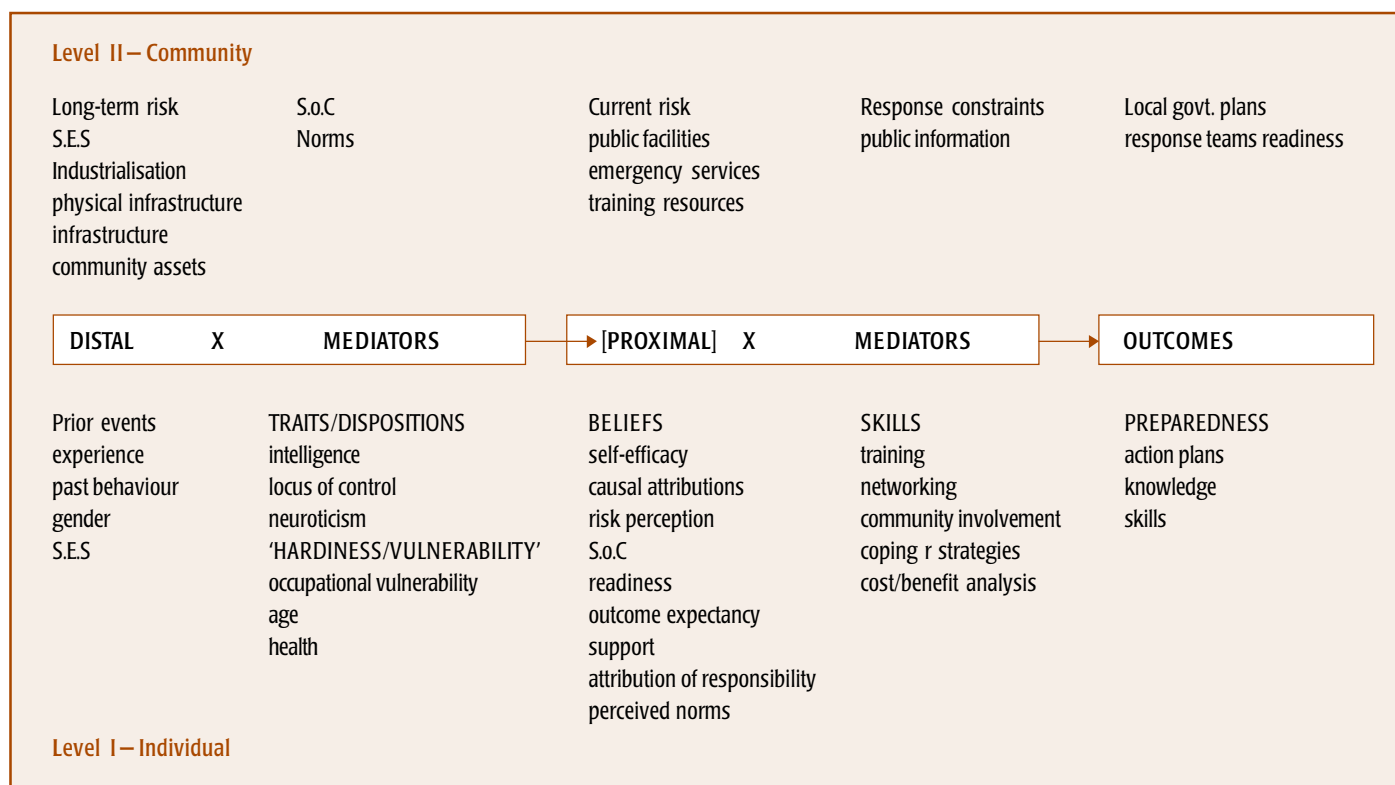 Level II – Community
Long-term risk
S.E.S
Industrialisation
physical infrastructure
infrastructure
community assets
S.o.C
Norms
Current risk
public facilities
emergency services
training resources
Response constraints
public information
Local govt. plans
response teams readiness
DISTAL X MEDIATORS
[PROXIMAL] X MEDIATORS
OUTCOMES
Prior events
experience
past behaviour
gender
S.E.S
TRAITS/DISPOSITIONS
intelligence
locus of control
neuroticism
‘HARDINESS/VULNERABILITY’
occupational vulnerability
age
health
BELIEFS
self-efficacy
causal attributions
risk perception
S.o.C
readiness
outcome expectancy
support
attribution of responsibility
perceived norms
SKILLS
training
networking
community involvement
coping r strategies
cost/benefit analysis
PREPAREDNESS
action plans
knowledge
skills
Level I – Individual